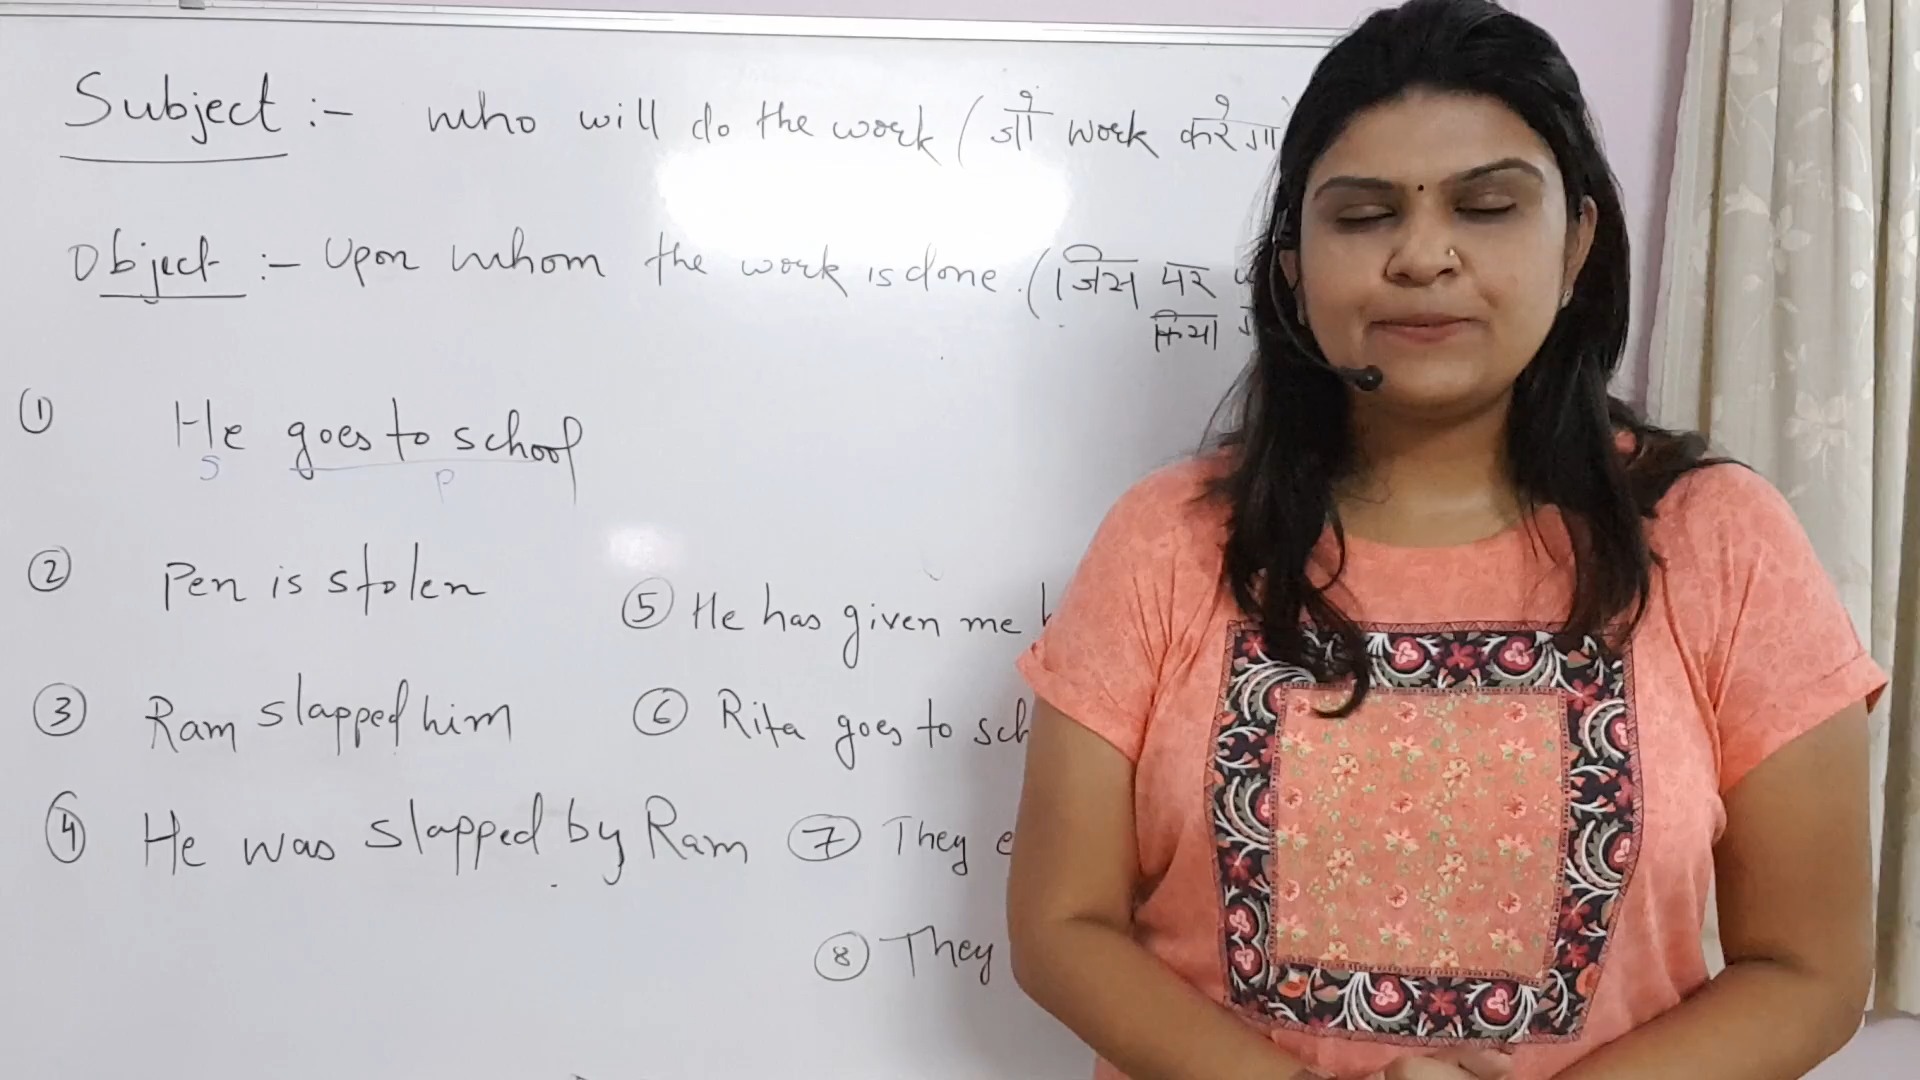 Subject :- who will do the work ( जो work करेगा
Object :- Upon whom the work is done. ( जिस पर
किया
① He goes to school
S P
② Pen is stolen
③ Ram slapped him
④ He was slapped by Ram
⑤ He has given me
⑥ Rita goes to sch
⑦ They e
⑧ They